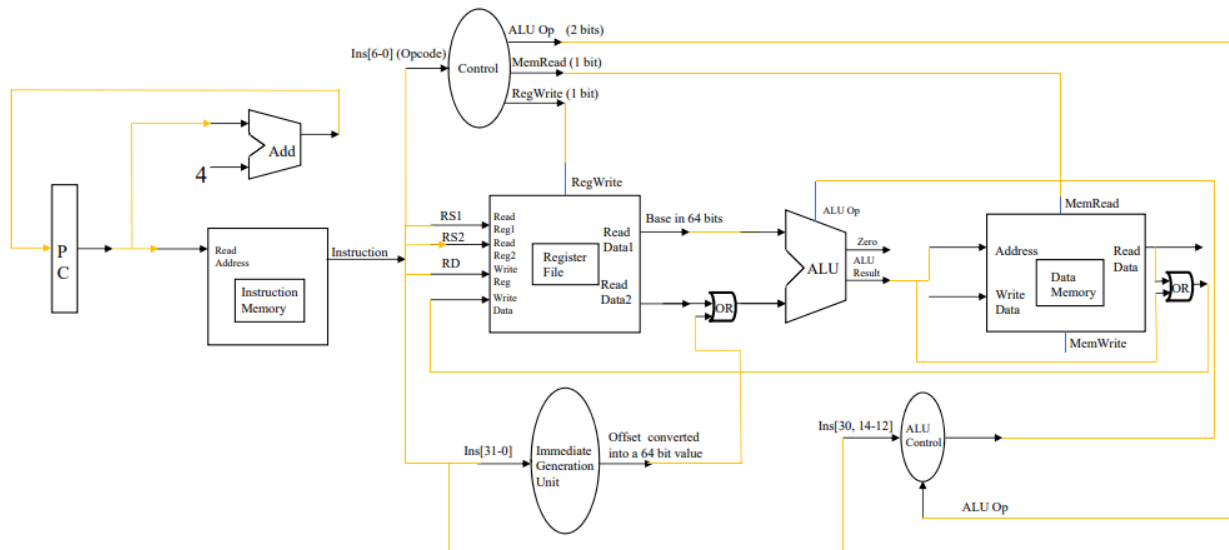 ALU Op (2 bits)
Ins[6-0] (Opcode)
Control
MemRead (1 bit)
RegWrite (1 bit)
Add
4
P
C
Read
Address
Instruction
Memory
Instruction
RegWrite
RS1
RS2
RD
Read
Reg1
Read
Reg2
Write
Reg
Write
Data
Register
File
Read
Data1
Read
Data2
Base in 64 bits
OR
ALU Op
ALU
Zero
ALU
Result
MemRead
Address
Read
Data
Data
Memory
Write
Data
OR
MemWrite
Ins[31-0]
Immediate
Generation
Unit
Offset converted
into a 64 bit value
Ins[30, 14-12]
ALU
Control
ALU Op